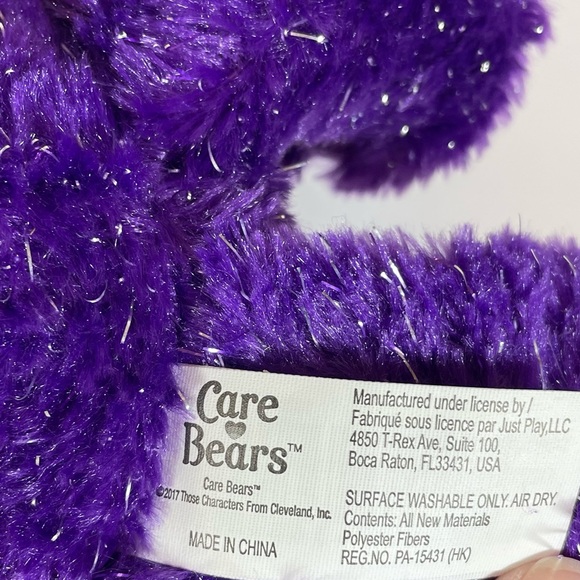 Care
Bears™
Care Bears™
©2017 Those Characters From Cleveland, Inc.
MADE IN CHINA
Manufactured under license by /
Fabriqué sous licence par Just Play,LLC
4850 T-Rex Ave, Suite 100,
Boca Raton, FL33431, USA
SURFACE WASHABLE ONLY. AIR DRY.
Contents: All New Materials
Polyester Fibers
REG.NO. PA-15431 (HK)